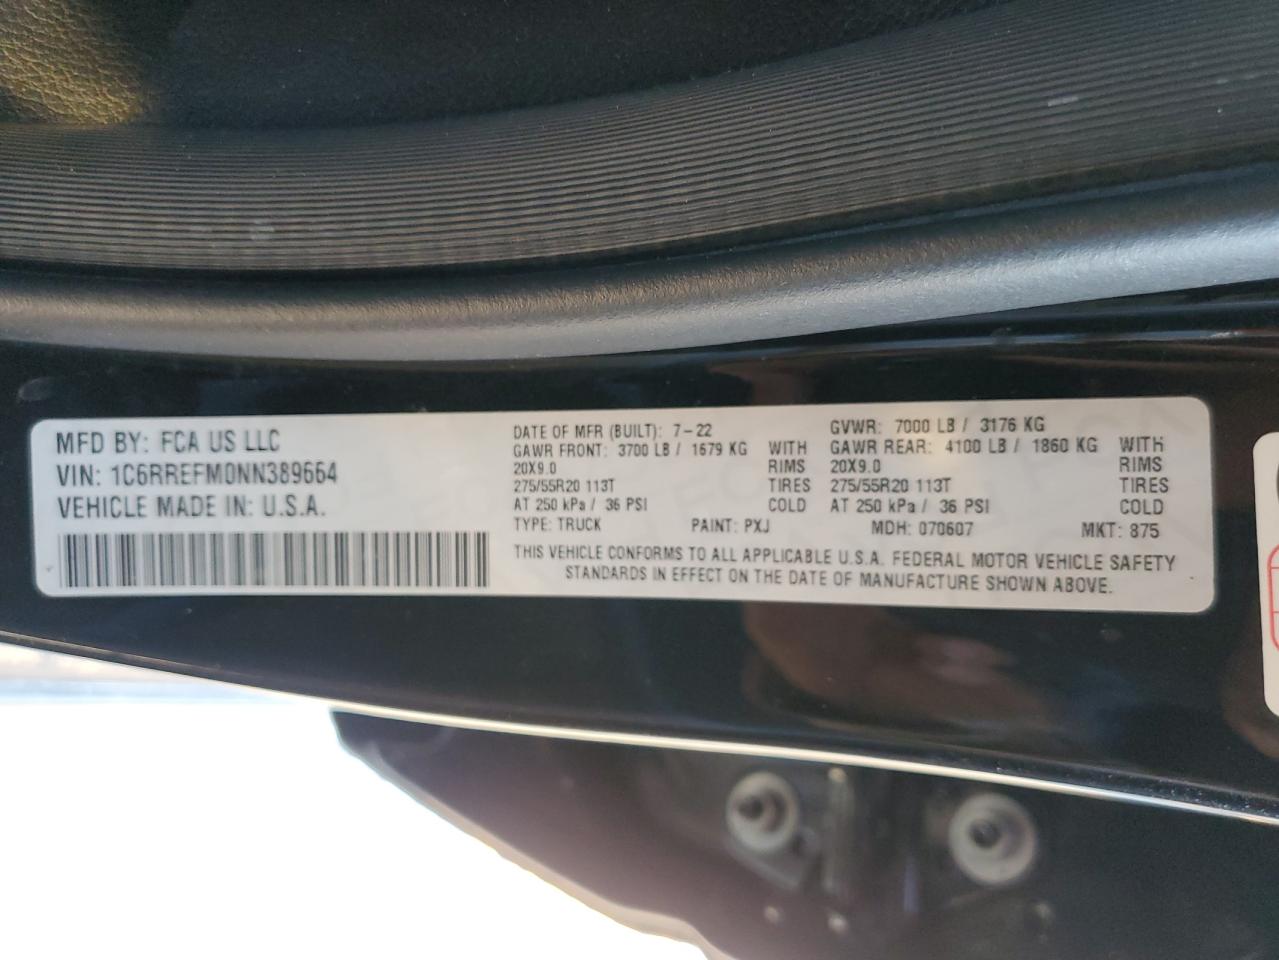 MFD BY: FCA US LLC
VIN: 1C6RREFM0NN389664
VEHICLE MADE IN: U.S.A.
DATE OF MFR (BUILT): 7-22 GVWR: 7000 LB / 3176 KG
GAWR FRONT: 3700 LB / 1679 KG WITH GAWR REAR: 4100 LB / 1860 KG WITH
20X9.0 RIMS 20X9.0 RIMS
275/55R20 113T TIRES 275/55R20 113T TIRES
AT 250 kPa / 36 PSI COLD AT 250 kPa / 36 PSI COLD
TYPE: TRUCK PAINT: PXJ MDH: 070607 MKT: 875
THIS VEHICLE CONFORMS TO ALL APPLICABLE U.S.A. FEDERAL MOTOR VEHICLE SAFETY
STANDARDS IN EFFECT ON THE DATE OF MANUFACTURE SHOWN ABOVE.